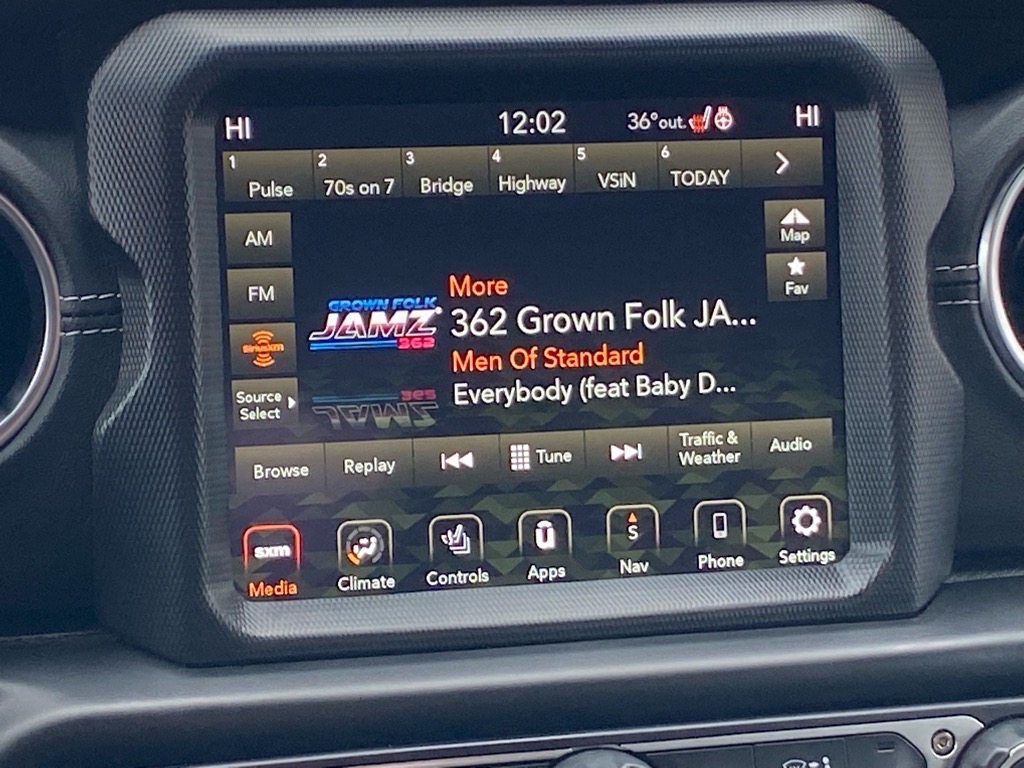 HI 12:02 36°out. HI
1 Pulse 2 70s on 7 3 Bridge 4 Highway 5 VSiN 6 TODAY
AM
FM
SiriusXM
Source
Select
Map
Fav
GROWN FOLK
JAMZ
362
More
362 Grown Folk JA...
Men Of Standard
Everybody (feat Baby D...
Browse Replay Tune Traffic &
Weather Audio
sxm
Media Climate Controls
u
Apps
S
Nav Phone Settings